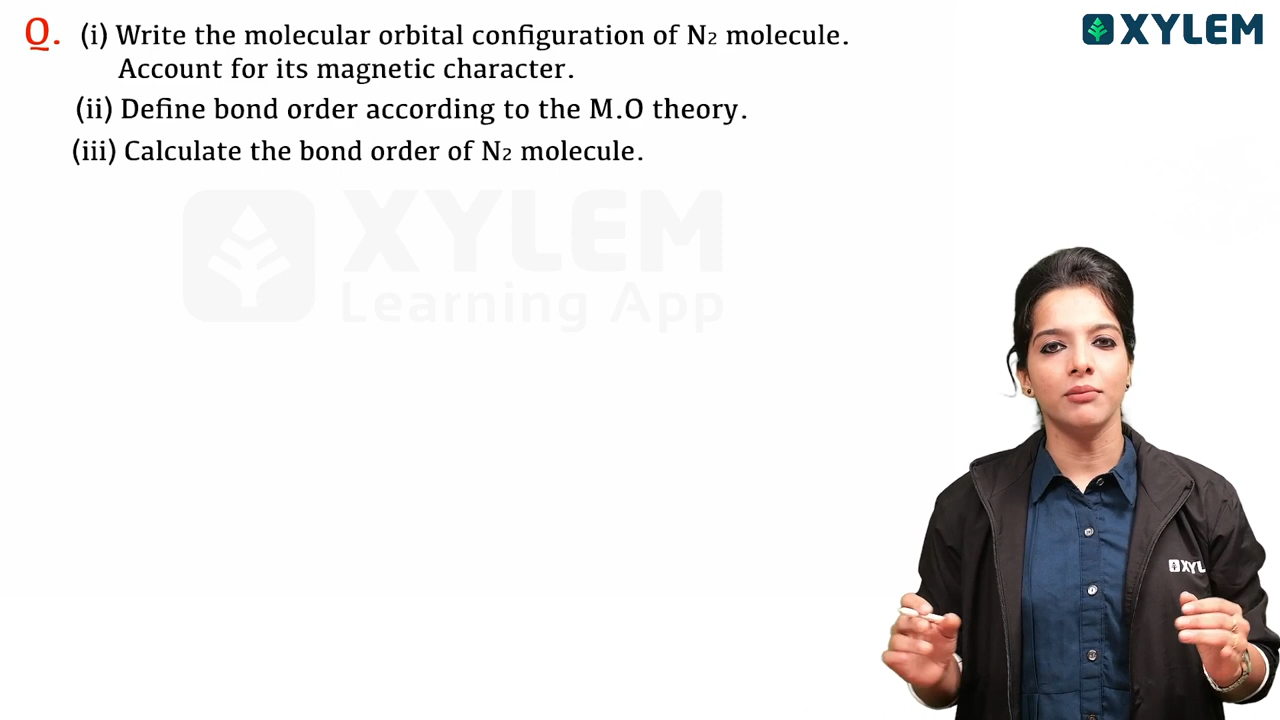 XYLEM
Q. (i) Write the molecular orbital configuration of N₂ molecule.
Account for its magnetic character.
(ii) Define bond order according to the M.O theory.
(iii) Calculate the bond order of N₂ molecule.
XYLEM
Learning App
XYL